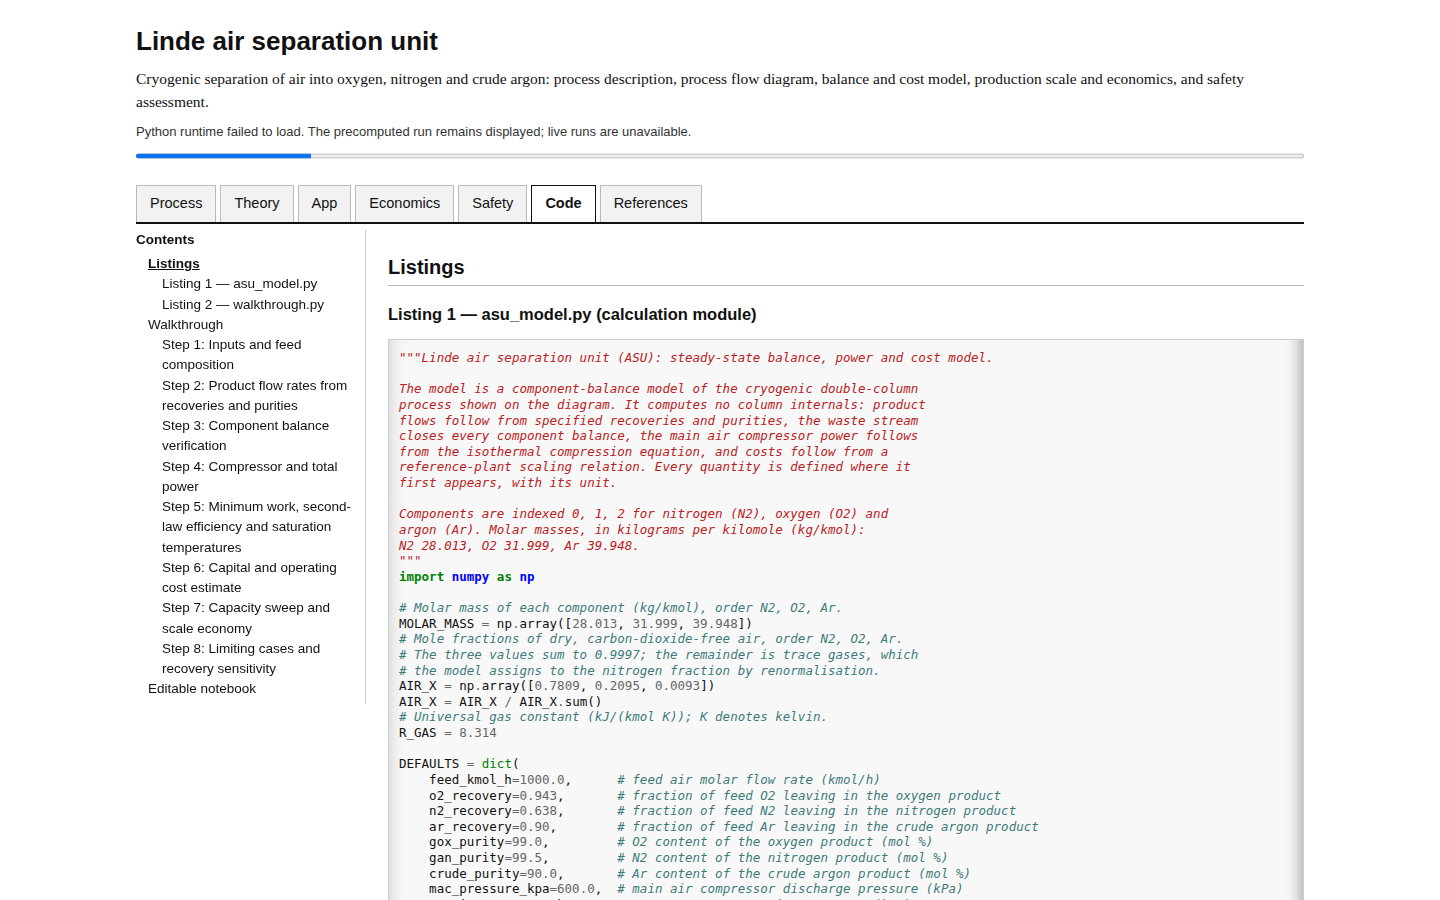 Linde air separation unit
Cryogenic separation of air into oxygen, nitrogen and crude argon: process description, process flow diagram, balance and cost model, production scale and economics, and safety
assessment.
Python runtime failed to load. The precomputed run remains displayed; live runs are unavailable.
Process
Theory
App
Economics
Safety
Code
References
Contents
Listings
Listing 1 — asu_model.py
Listing 2 — walkthrough.py
Walkthrough
Step 1: Inputs and feed
composition
Step 2: Product flow rates from
recoveries and purities
Step 3: Component balance
verification
Step 4: Compressor and total
power
Step 5: Minimum work, second-
law efficiency and saturation
temperatures
Step 6: Capital and operating
cost estimate
Step 7: Capacity sweep and
scale economy
Step 8: Limiting cases and
recovery sensitivity
Editable notebook
Listings
Listing 1 — asu_model.py (calculation module)
"""Linde air separation unit (ASU): steady-state balance, power and cost model.
The model is a component-balance model of the cryogenic double-column
process shown on the diagram. It computes no column internals: product
flows follow from specified recoveries and purities, the waste stream
closes every component balance, the main air compressor power follows
from the isothermal compression equation, and costs follow from a
reference-plant scaling relation. Every quantity is defined where it
first appears, with its unit.
Components are indexed 0, 1, 2 for nitrogen (N2), oxygen (O2) and
argon (Ar). Molar masses, in kilograms per kilomole (kg/kmol):
N2 28.013, O2 31.999, Ar 39.948.
"""
import numpy as np
# Molar mass of each component (kg/kmol), order N2, O2, Ar.
MOLAR_MASS = np.array([28.013, 31.999, 39.948])
# Mole fractions of dry, carbon-dioxide-free air, order N2, O2, Ar.
# The three values sum to 0.9997; the remainder is trace gases, which
# the model assigns to the nitrogen fraction by renormalisation.
AIR_X = np.array([0.7809, 0.2095, 0.0093])
AIR_X = AIR_X / AIR_X.sum()
# Universal gas constant (kJ/(kmol K)); K denotes kelvin.
R_GAS = 8.314
DEFAULTS = dict(
    feed_kmol_h=1000.0,      # feed air molar flow rate (kmol/h)
    o2_recovery=0.943,       # fraction of feed O2 leaving in the oxygen product
    n2_recovery=0.638,       # fraction of feed N2 leaving in the nitrogen product
    ar_recovery=0.90,        # fraction of feed Ar leaving in the crude argon product
    gox_purity=99.0,         # O2 content of the oxygen product (mol %)
    gan_purity=99.5,         # N2 content of the nitrogen product (mol %)
    crude_purity=90.0,       # Ar content of the crude argon product (mol %)
    mac_pressure_kpa=600.0,  # main air compressor discharge pressure (kPa)